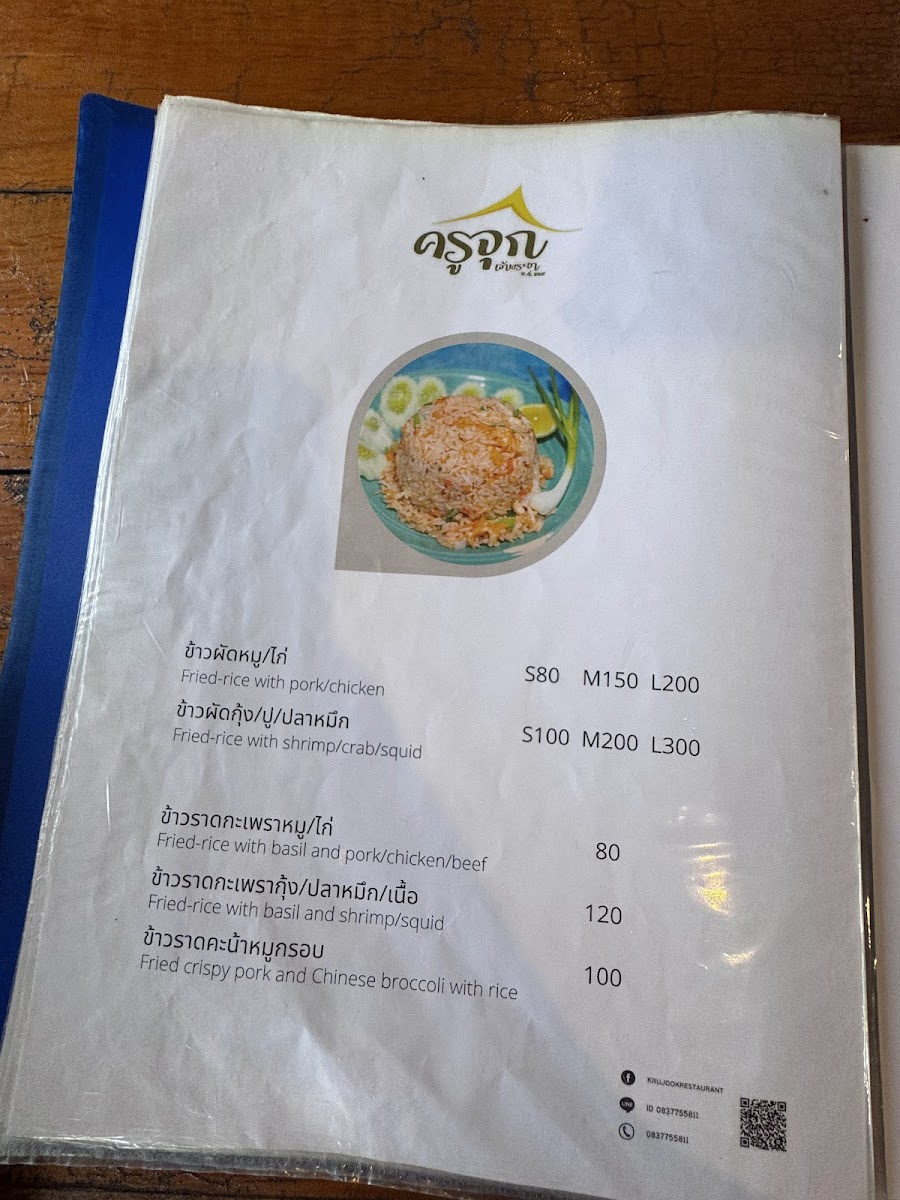 ครูจุก
ข้าวผัดหมู/ไก่
Fried-rice with pork/chicken
S80 M150 L200
ข้าวผัดกุ้ง/ปู/ปลาหมึก
Fried-rice with shrimp/crab/squid
S100 M200 L300
ข้าวราดกะเพราหมู/ไก่
Fried-rice with basil and pork/chicken/beef
80
ข้าวราดกะเพรากุ้ง/ปลาหมึก/เนื้อ
Fried-rice with basil and shrimp/squid
120
ข้าวราดคะน้าหมูกรอบ
Fried crispy pork and Chinese broccoli with rice
100
KRUJOOKRESTAURANT
LINE ID 0837755811
0837755811